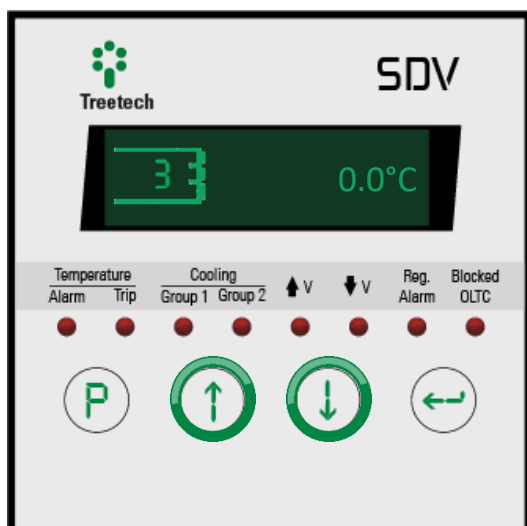 SDV
Treetech
3 0.0°C
Temperature Cooling V V Reg. Blocked
Alarm Trip Group 1 Group 2 Alarm OLTC
P